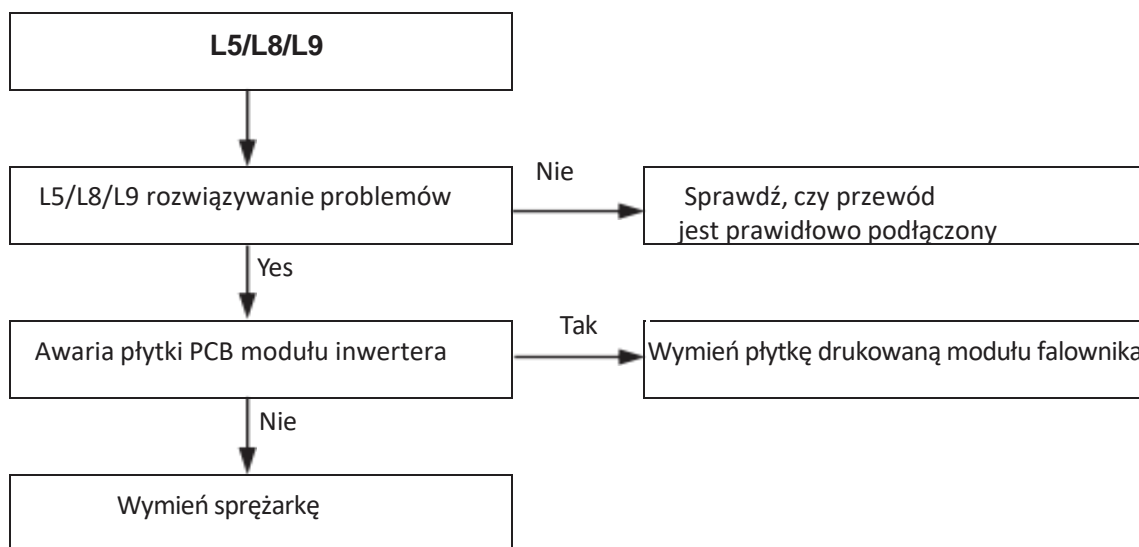 L5/L8/L9
Nie
L5/L8/L9 rozwiązywanie problemów
Sprawdź, czy przewód
jest prawidłowo podłączony
Yes
Tak
Awaria płytki PCB modułu inwertera
Wymień płytkę drukowaną modułu falownika
Nie
Wymień sprężarkę